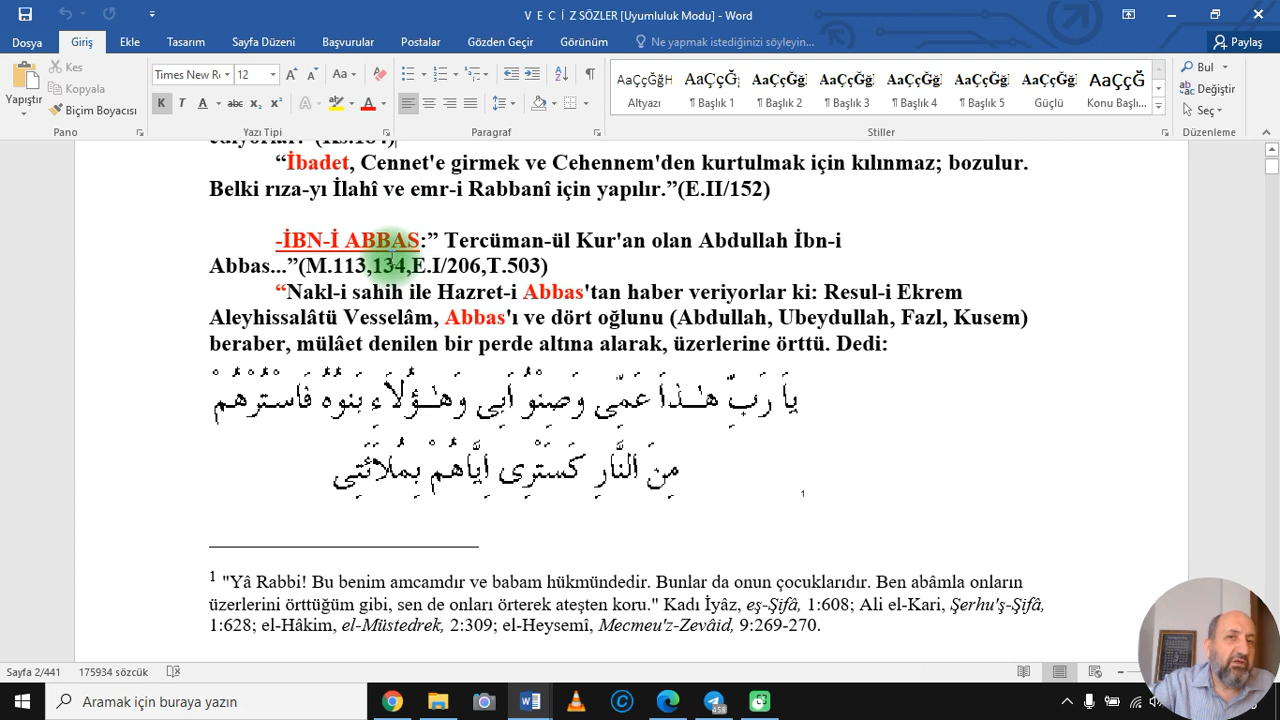 V E C İ Z SÖZLER [Uyumluluk Modu] - Word
Dosya Giriş Ekle Tasarım Sayfa Düzeni Başvurular Postalar Gözden Geçir Görünüm Ne yapmak istediğinizi söyleyin... Paylaş
Yapıştır
Kes
Kopyala
Biçim Boyacısı
Pano
Times New Ro 12
Yazı Tipi
Paragraf
AaÇçĞğH AaÇçĞg AaÇçĞğ AaÇçĞğ AaÇçĞğ AaÇçĞğ AaÇçĞğ AaÇçĞ
Altyazı ¶ Başlık 1 ¶ Başlık 2 ¶ Başlık 3 ¶ Başlık 4 ¶ Başlık 5 Güçlü Konu Başlı...
Stiller
Bul
Değiştir
Seç
Düzenleme
“İbadet, Cennet'e girmek ve Cehennem'den kurtulmak için kılınmaz; bozulur.
Belki rıza-yı İlahî ve emr-i Rabbanî için yapılır.”(E.II/152)
-İBN-İ ABBAS:” Tercüman-ül Kur'an olan Abdullah İbn-i
Abbas...”(M.113,134,E.I/206,T.503)
“Nakl-i sahih ile Hazret-i Abbas'tan haber veriyorlar ki: Resul-i Ekrem
Aleyhissalâtü Vesselâm, Abbas'ı ve dört oğlunu (Abdullah, Ubeydullah, Fazl, Kusem)
beraber, mülâet denilen bir perde altına alarak, üzerlerine örttü. Dedi:
يَا رَبِّ هٰـذَا عَمِّى وَصِنْوُ اَبِى وَهٰـؤُلاَءِ بَنُوهُ فَاسْتُرْهُمْ
مِنَ النَّارِ كَسَتْرِى اِيَّاهُمْ بِمُلاَئَتِى
1
1 "Yâ Rabbi! Bu benim amcamdır ve babam hükmündedir. Bunlar da onun çocuklarıdır. Ben abâmla onların
üzerlerini örttüğüm gibi, sen de onları örterek ateşten koru." Kadı İyâz, eş-Şifâ, 1:608; Ali el-Kari, Şerhu'ş-Şifâ,
1:628; el-Hâkim, el-Müstedrek, 2:309; el-Heysemî, Mecmeu'z-Zevâid, 9:269-270.
Sayfa 2/441 175934 sözcük
Aramak için buraya yazın
458